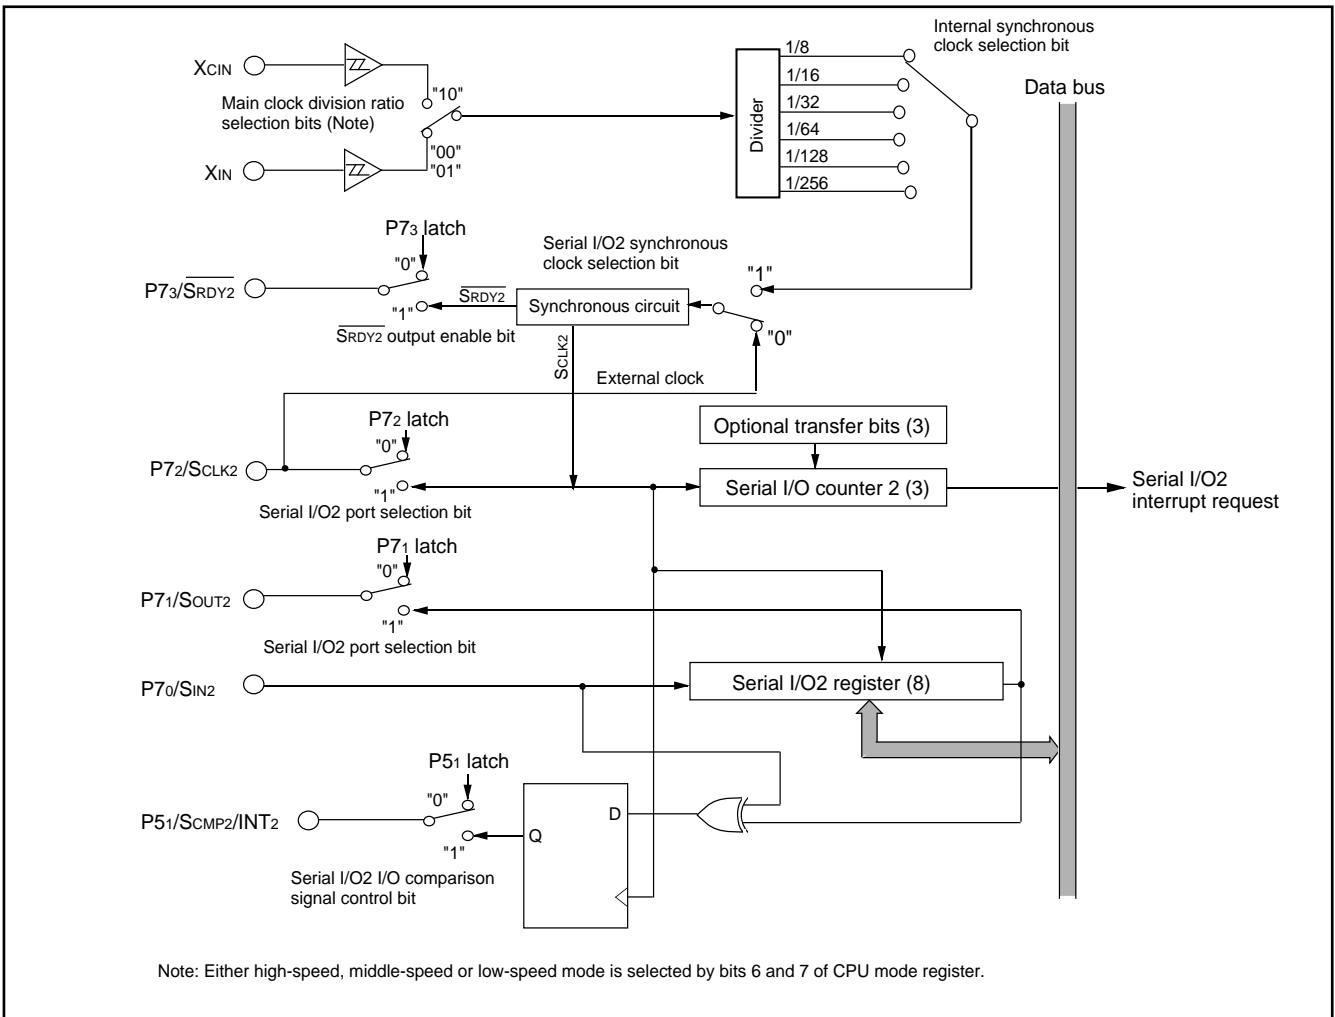 Internal synchronous
clock selection bit
XCIN
Main clock division ratio
selection bits (Note)
"10"
"00"
"01"
XIN
Divider
1/8
1/16
1/32
1/64
1/128
1/256
Data bus
P73 latch
"0"
P73/SRDY2
"1"
SRDY2
SRDY2 output enable bit
Serial I/O2 synchronous
clock selection bit
Synchronous circuit
"1"
"0"
SCLK2
External clock
P72 latch
"0"
P72/SCLK2
"1"
Serial I/O2 port selection bit
Optional transfer bits (3)
Serial I/O counter 2 (3)
Serial I/O2
interrupt request
P71 latch
"0"
P71/SOUT2
"1"
Serial I/O2 port selection bit
P70/SIN2
Serial I/O2 register (8)
P51 latch
"0"
P51/SCMP2/INT2
"1"
Serial I/O2 I/O comparison
signal control bit
D
Q
Note: Either high-speed, middle-speed or low-speed mode is selected by bits 6 and 7 of CPU mode register.